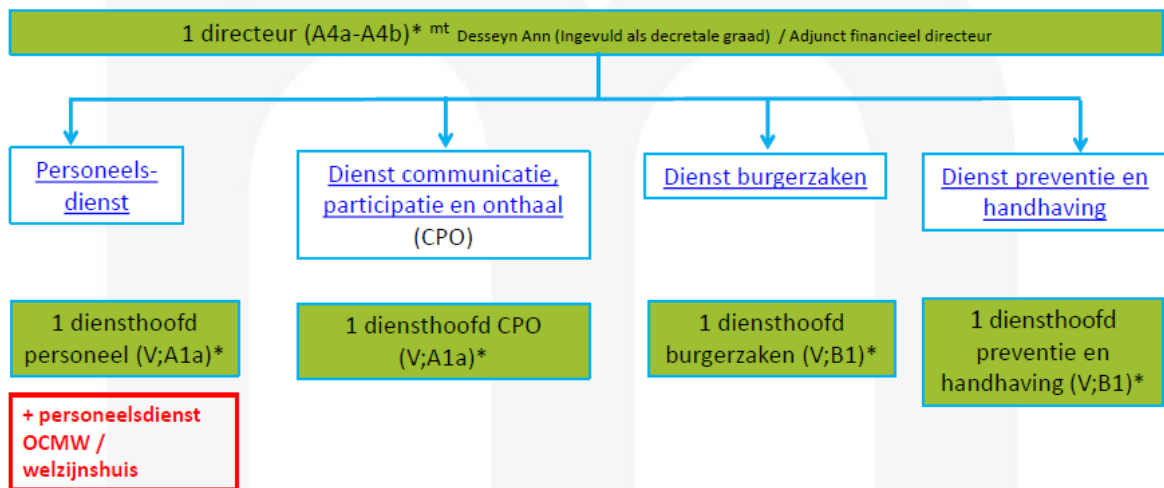 1 directeur (A4a-A4b)* mt Desseyn Ann (Ingevuld als decretale graad) / Adjunct financieel directeur
Personeels-
dienst
Dienst communicatie,
participatie en onthaal
(CPO)
Dienst burgerzaken
Dienst preventie en
handhaving
1 diensthoofd
personeel (V;A1a)*
1 diensthoofd CPO
(V;A1a)*
1 diensthoofd
burgerzaken (V;B1)*
1 diensthoofd
preventie en
handhaving (V;B1)*
+ personeelsdienst
OCMW /
welzijnshuis